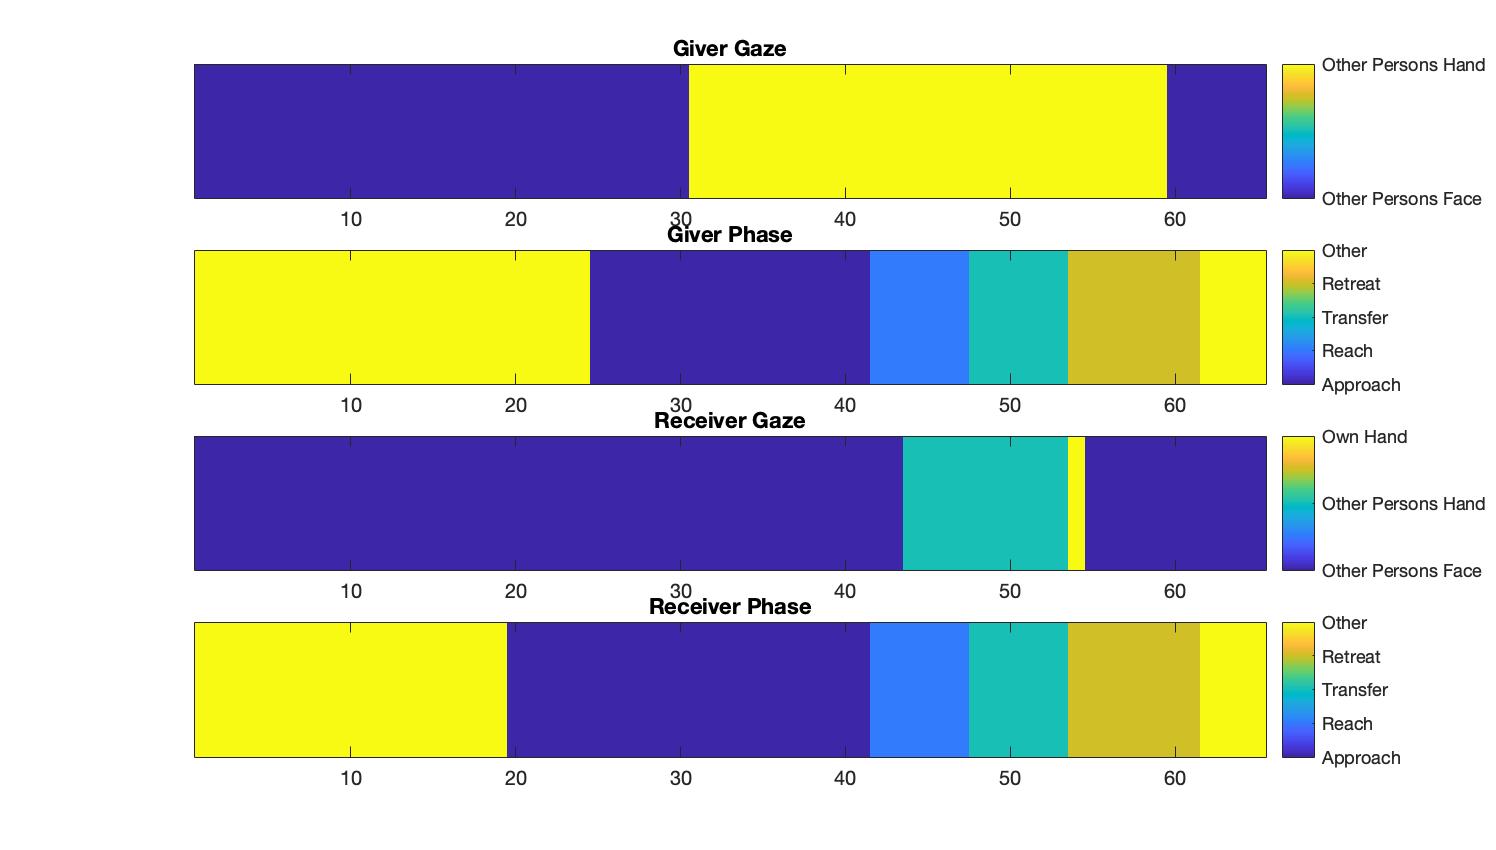 Giver Gaze
Other Persons Hand
Other Persons Face
10 20 30 40 50 60
Giver Phase
Other
Retreat
Transfer
Reach
Approach
10 20 30 40 50 60
Receiver Gaze
Own Hand
Other Persons Hand
Other Persons Face
10 20 30 40 50 60
Receiver Phase
Other
Retreat
Transfer
Reach
Approach
10 20 30 40 50 60